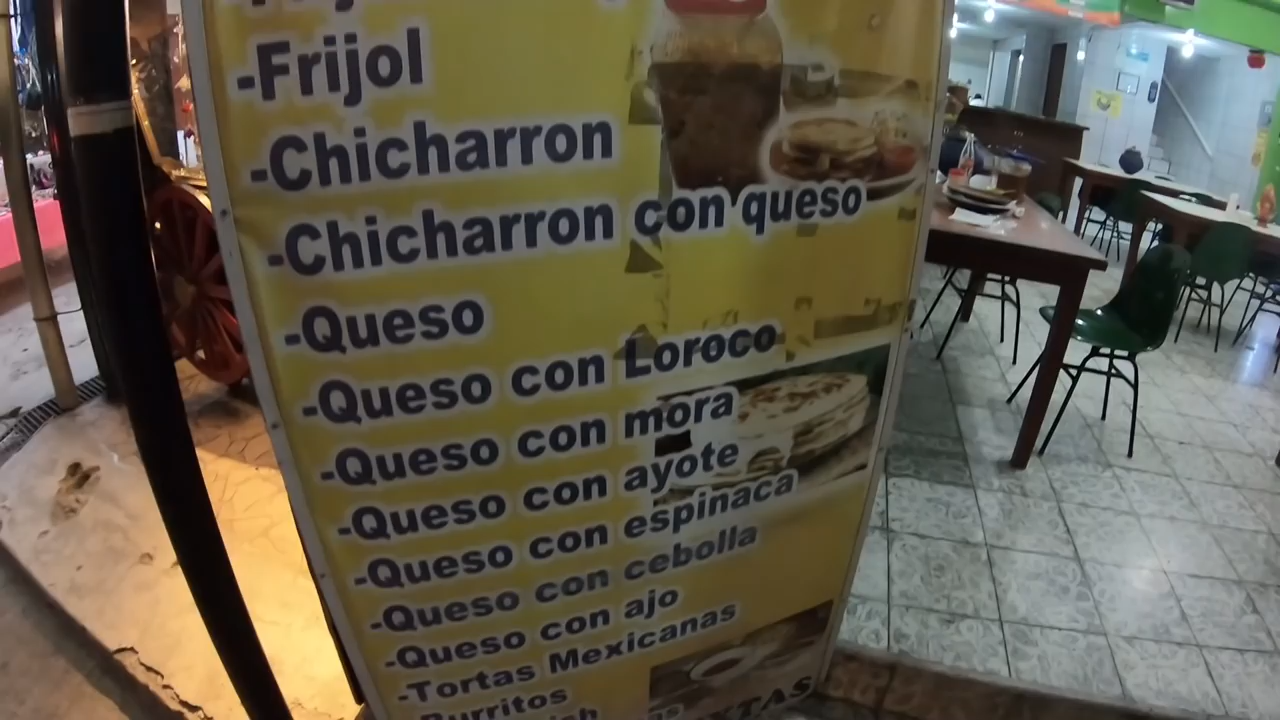 -Frijol
-Chicharron
-Chicharron con queso
-Queso
-Queso con Loroco
-Queso con mora
-Queso con ayote
-Queso con espinaca
-Queso con cebolla
-Queso con ajo
-Tortas Mexicanas
-Burritos